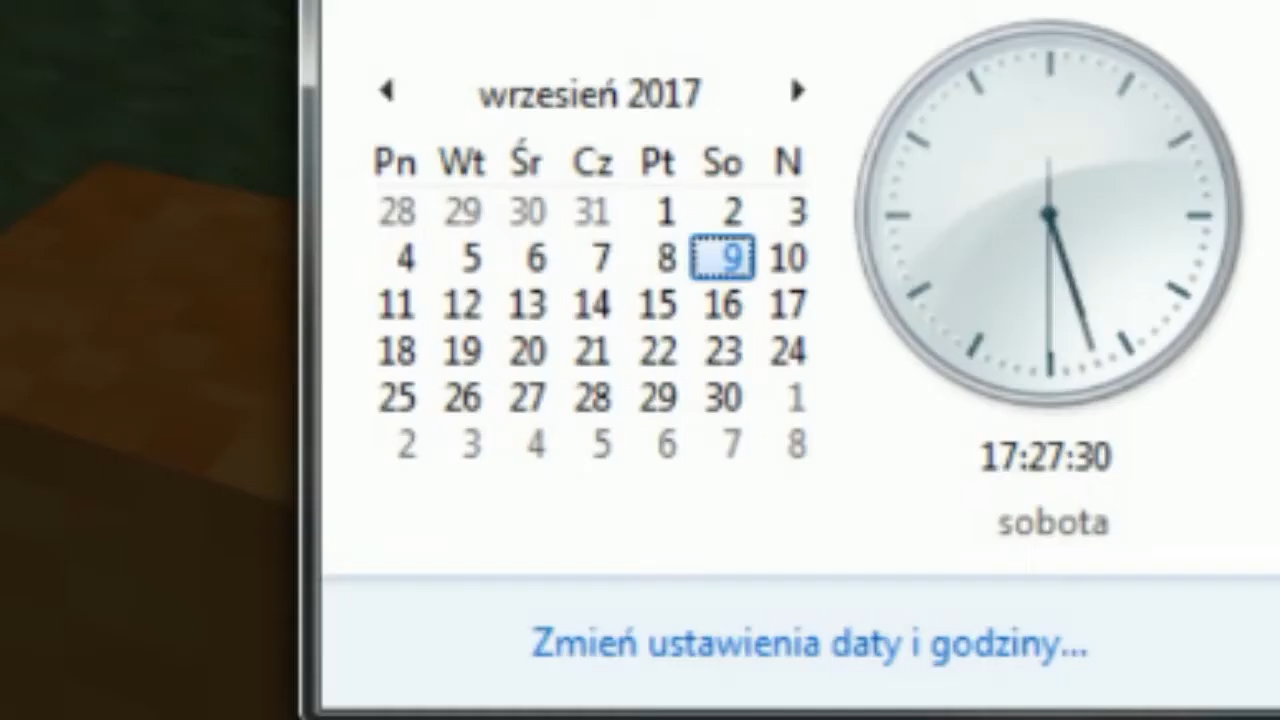 wrzesień 2017
Pn Wt Śr Cz Pt So N
28 29 30 31 1 2 3
4 5 6 7 8 9 10
11 12 13 14 15 16 17
18 19 20 21 22 23 24
25 26 27 28 29 30 1
2 3 4 5 6 7 8
17:27:30
sobota
Zmień ustawienia daty i godziny...